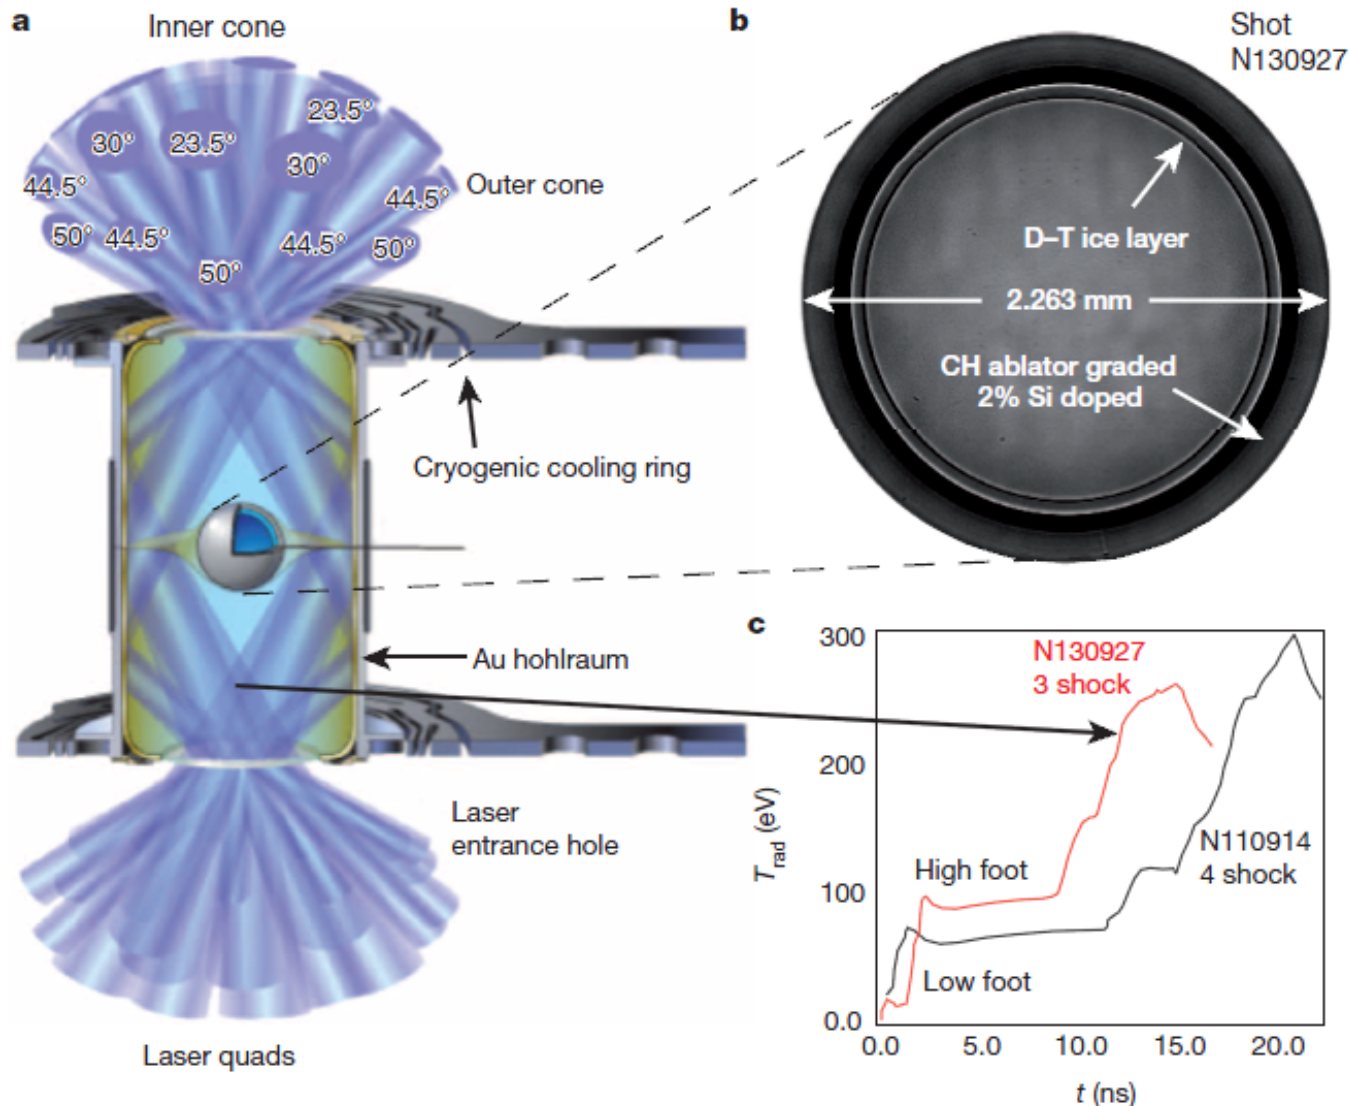 a
Inner cone
23.5°
30°
23.5°
30°
44.5°
44.5°
Outer cone
50°
44.5°
44.5°
50°
50°
Cryogenic cooling ring
Au hohlraum
Laser
entrance hole
Laser quads
b
Shot
N130927
D–T ice layer
2.263 mm
CH ablator graded
2% Si doped
c
300
200
100
0.0
T rad (eV)
N130927
3 shock
High foot
Low foot
N110914
4 shock
0.0
5.0
10.0
15.0
20.0
t (ns)